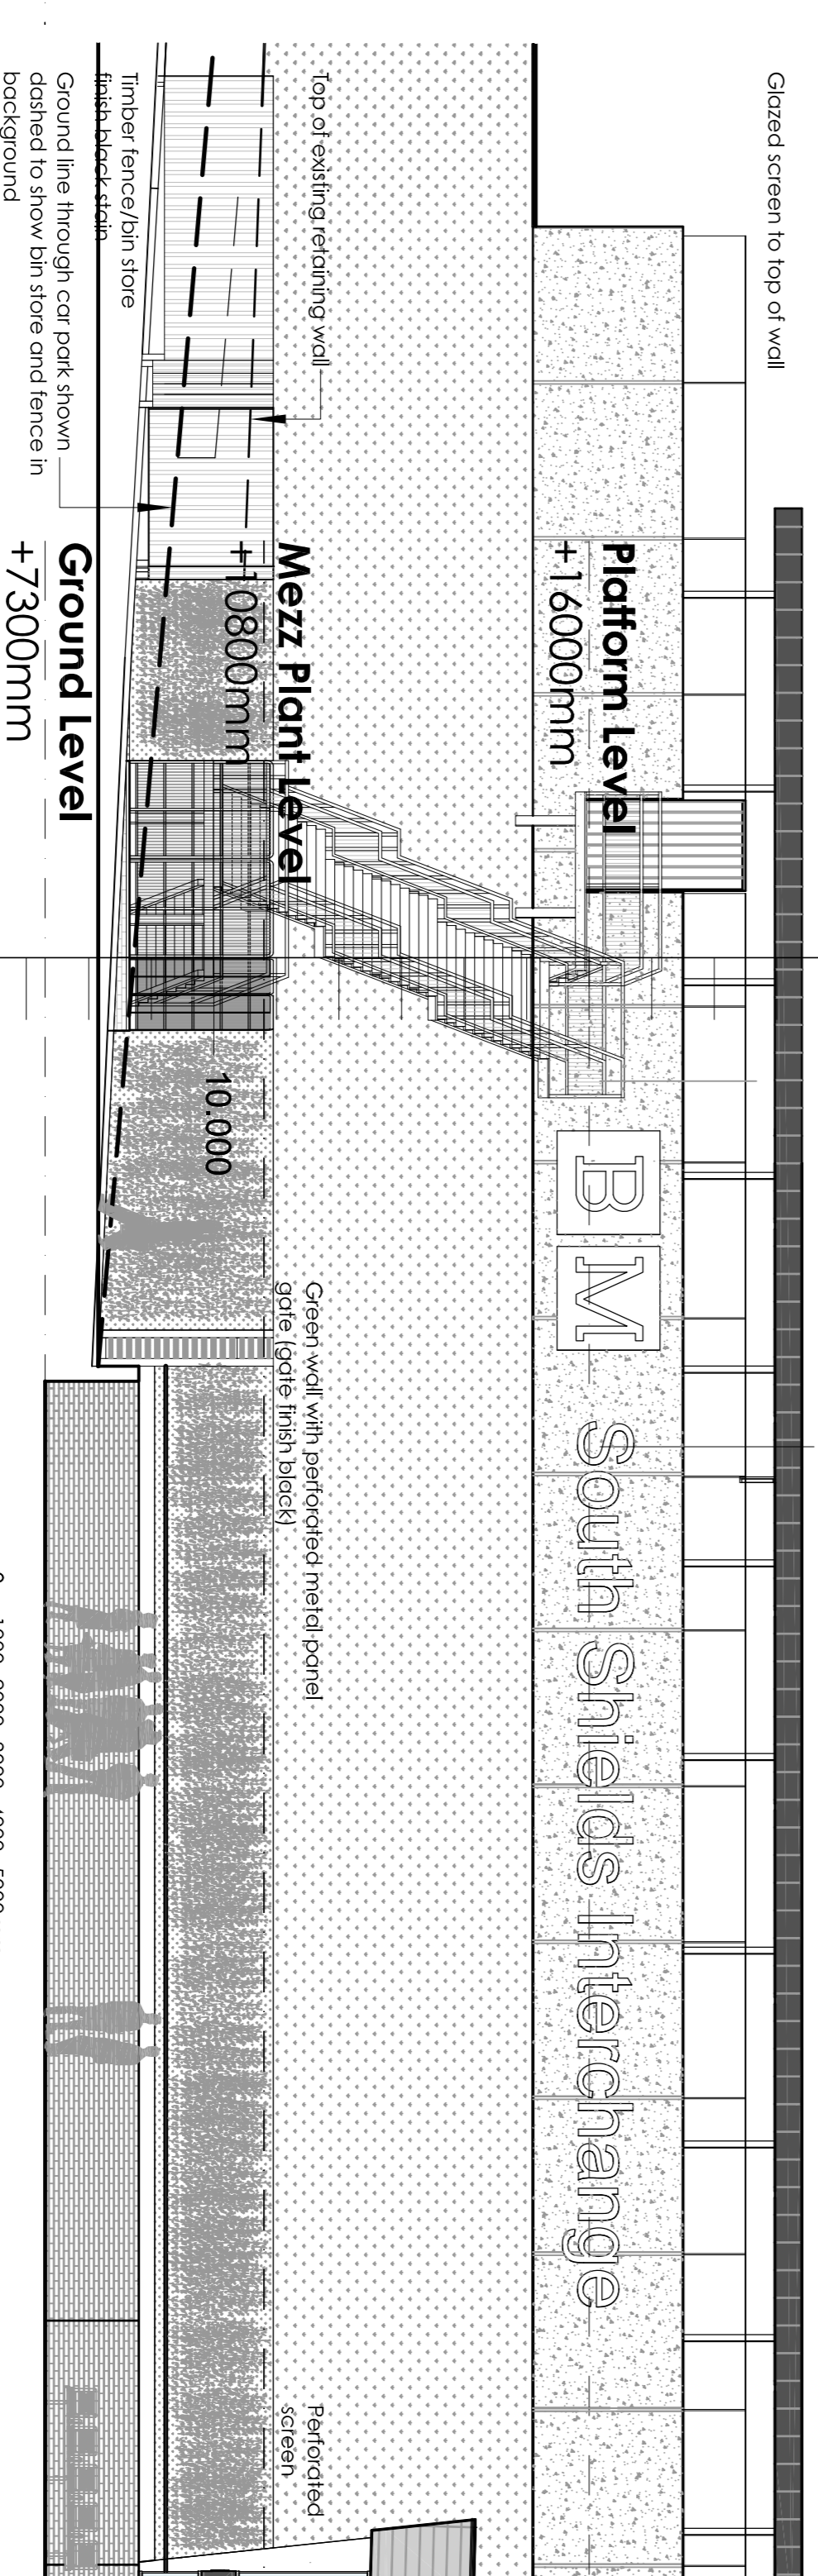 Glazed screen to top of wall
Platform Level
+16000mm
B M South Shields Interchange
Top of existing retaining wall
Mezz Plant Level
+10800mm
10.000
Green wall with perforated metal panel
gate (gate finish black)
Perforated
screen
Timber fence/bin store
finish black stain
Ground line through car park shown
dashed to show bin store and fence in
background
Ground Level
+7300mm